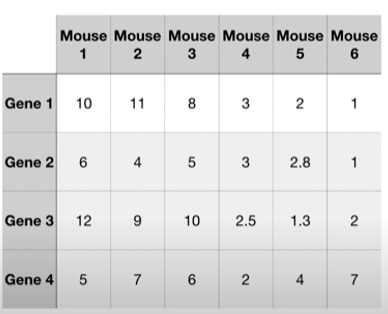 Mouse 1 Mouse 2 Mouse 3 Mouse 4 Mouse 5 Mouse 6
Gene 1 10 11 8 3 2 1
Gene 2 6 4 5 3 2.8 1
Gene 3 12 9 10 2.5 1.3 2
Gene 4 5 7 6 2 4 7